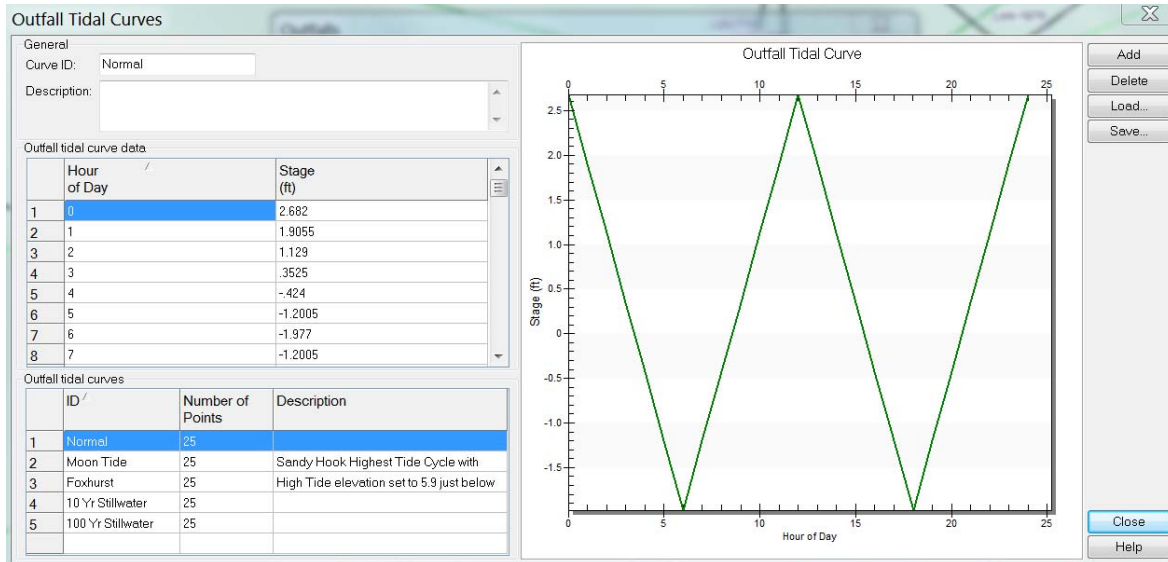 Outfall Tidal Curves
General
Curve ID: Normal
Description:
Outfall tidal curve data
Hour of Day Stage (ft)
1 0 2.682
2 1 1.9055
3 2 1.129
4 3 .3525
5 4 -.424
6 5 -1.2005
7 6 -1.977
8 7 -1.2005
Outfall tidal curves
ID Number of Points Description
1 Normal 25
2 Moon Tide 25 Sandy Hook Highest Tide Cycle with
3 Foxhurst 25 High Tide elevation set to 5.9 just below
4 10 Yr Stillwater 25
5 100 Yr Stillwater 25
Outfall Tidal Curve
0 5 10 15 20 25
2.5
2.0
1.5
1.0
0.5
0
-0.5
-1.0
-1.5
Stage (ft)
0 5 10 15 20 25
Hour of Day
Add
Delete
Load...
Save...
Close
Help